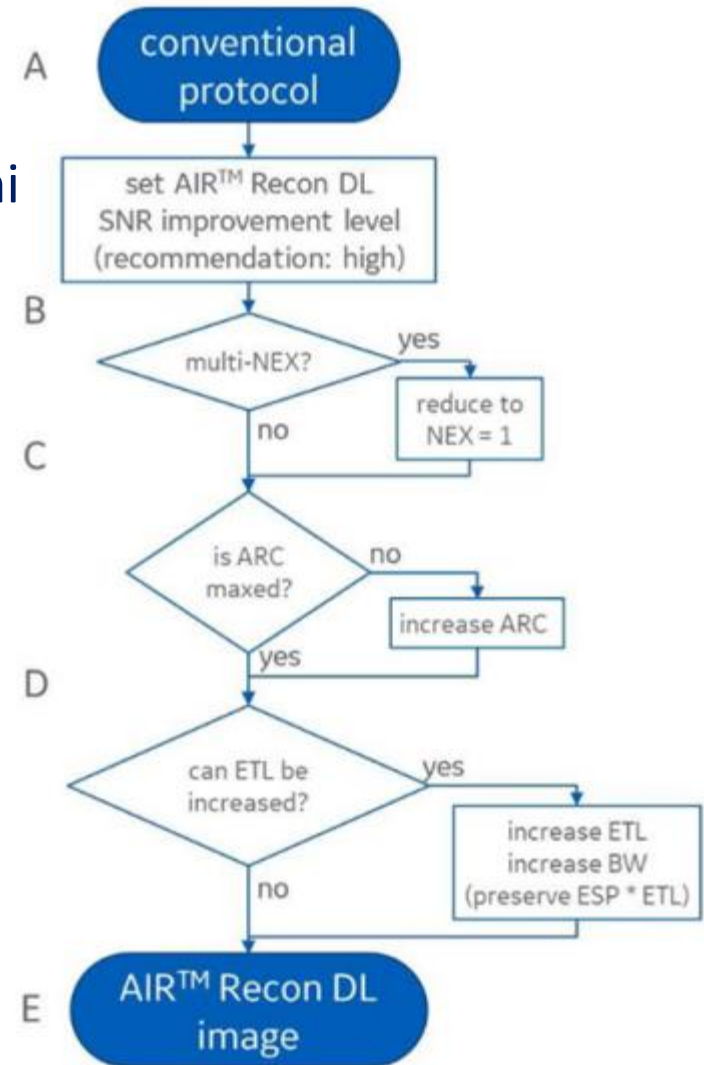 A
conventional
protocol
ni
set AIR™ Recon DL
SNR improvement level
(recommendation: high)
B
multi-NEX?
yes
reduce to
NEX = 1
no
C
is ARC
maxed?
no
increase ARC
yes
D
can ETL be
increased?
yes
increase ETL
increase BW
(preserve ESP * ETL)
no
E
AIR™ Recon DL
image